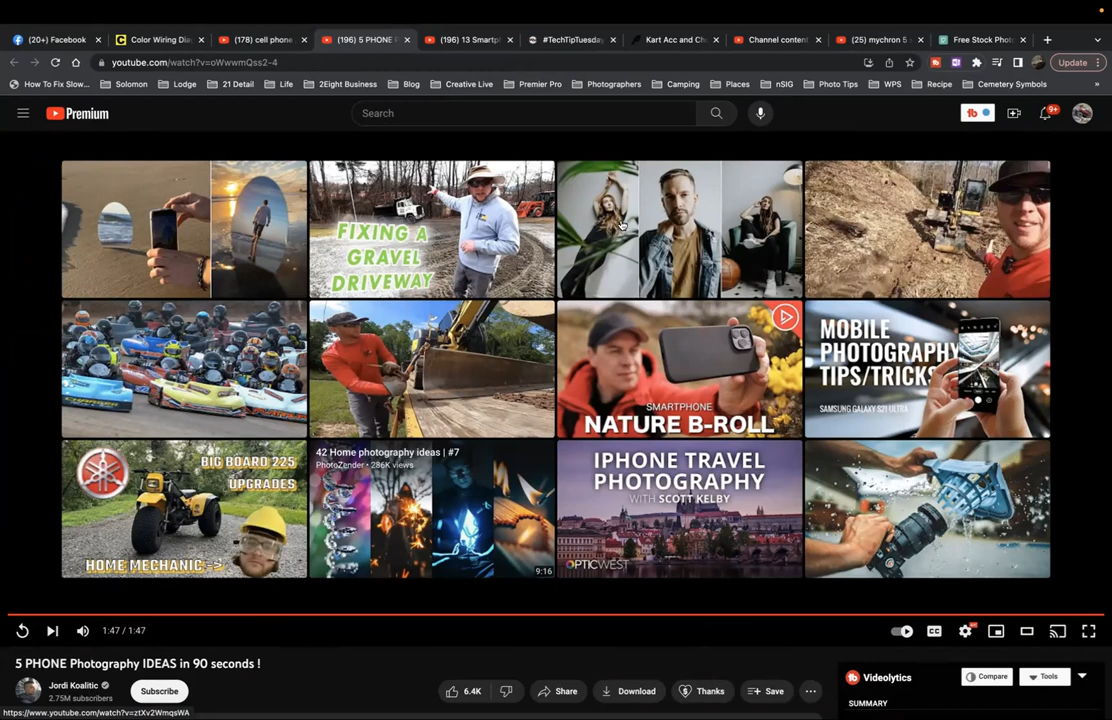 (20+) Facebook
Color Wiring Dia
(178) cell phone
(196) 5 PHONE
(196) 13 Smartp
#TechTipTuesda
Kart Acc and Ch
Channel content
(25) mychron 5
Free Stock Phot
youtube.com/watch?v=oWwwmQss2-4
Update
How To Fix Slow...
Solomon
Lodge
21 Detail
Life
2Eight Business
Blog
Creative Live
Premier Pro
Photographers
Camping
Places
nSIG
Photo Tips
WPS
Recipe
Cemetery Symbols
Premium
Search
9+
FIXING A
GRAVEL
DRIVEWAY
SMARTPHONE
NATURE B-ROLL
MOBILE
PHOTOGRAPHY
TIPS/TRICKS
SAMSUNG GALAXY S21 ULTRA
BIG BOARD 225
UPGRADES
HOME MECHANIC
42 Home photography ideas | #7
PhotoZender • 286K views
9:16
IPHONE TRAVEL
PHOTOGRAPHY
WITH SCOTT KELBY
OPTICWEST
1:47 / 1:47
CC
5 PHONE Photography IDEAS in 90 seconds !
Jordi Koalitic
2.75M subscribers
Subscribe
6.4K
Share
Download
Thanks
Save
Videolytics
Compare
Tools
SUMMARY
https://www.youtube.com/watch?v=ztXv2WmqsWA